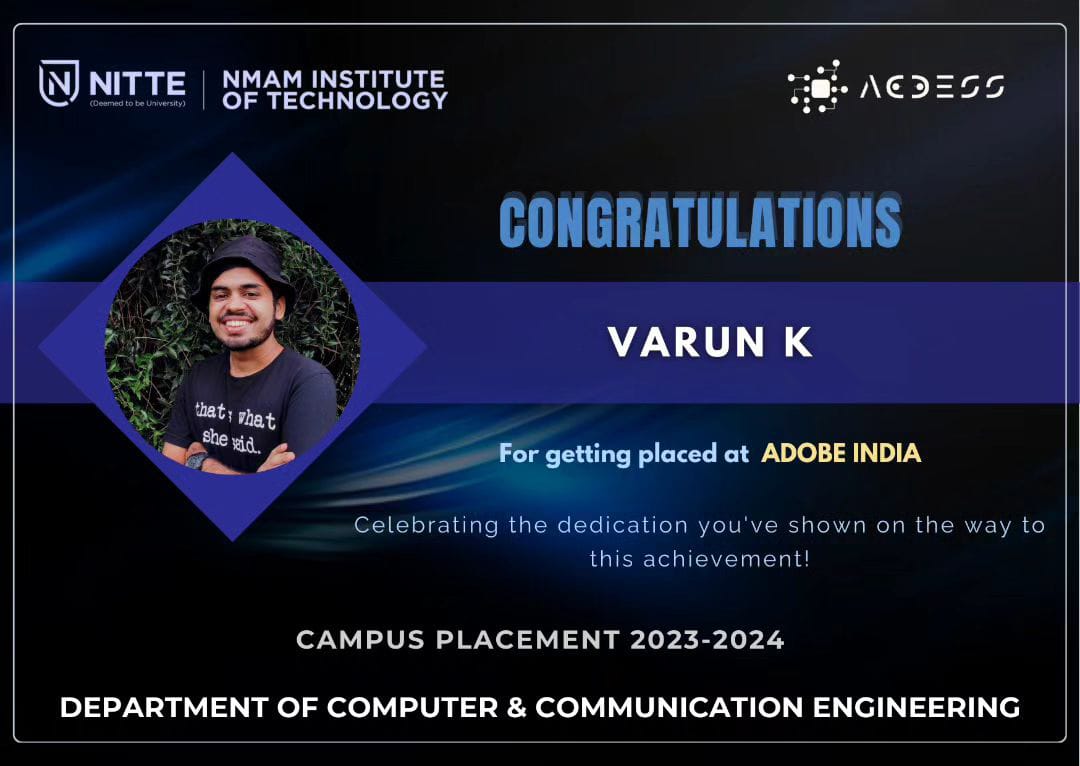 NITTE
(Deemed to be University)
NMAM INSTITUTE
OF TECHNOLOGY
ACCESS
CONGRATULATIONS
VARUN K
that's what
she said..
For getting placed at ADOBE INDIA
Celebrating the dedication you've shown on the way to
this achievement!
CAMPUS PLACEMENT 2023-2024
DEPARTMENT OF COMPUTER & COMMUNICATION ENGINEERING